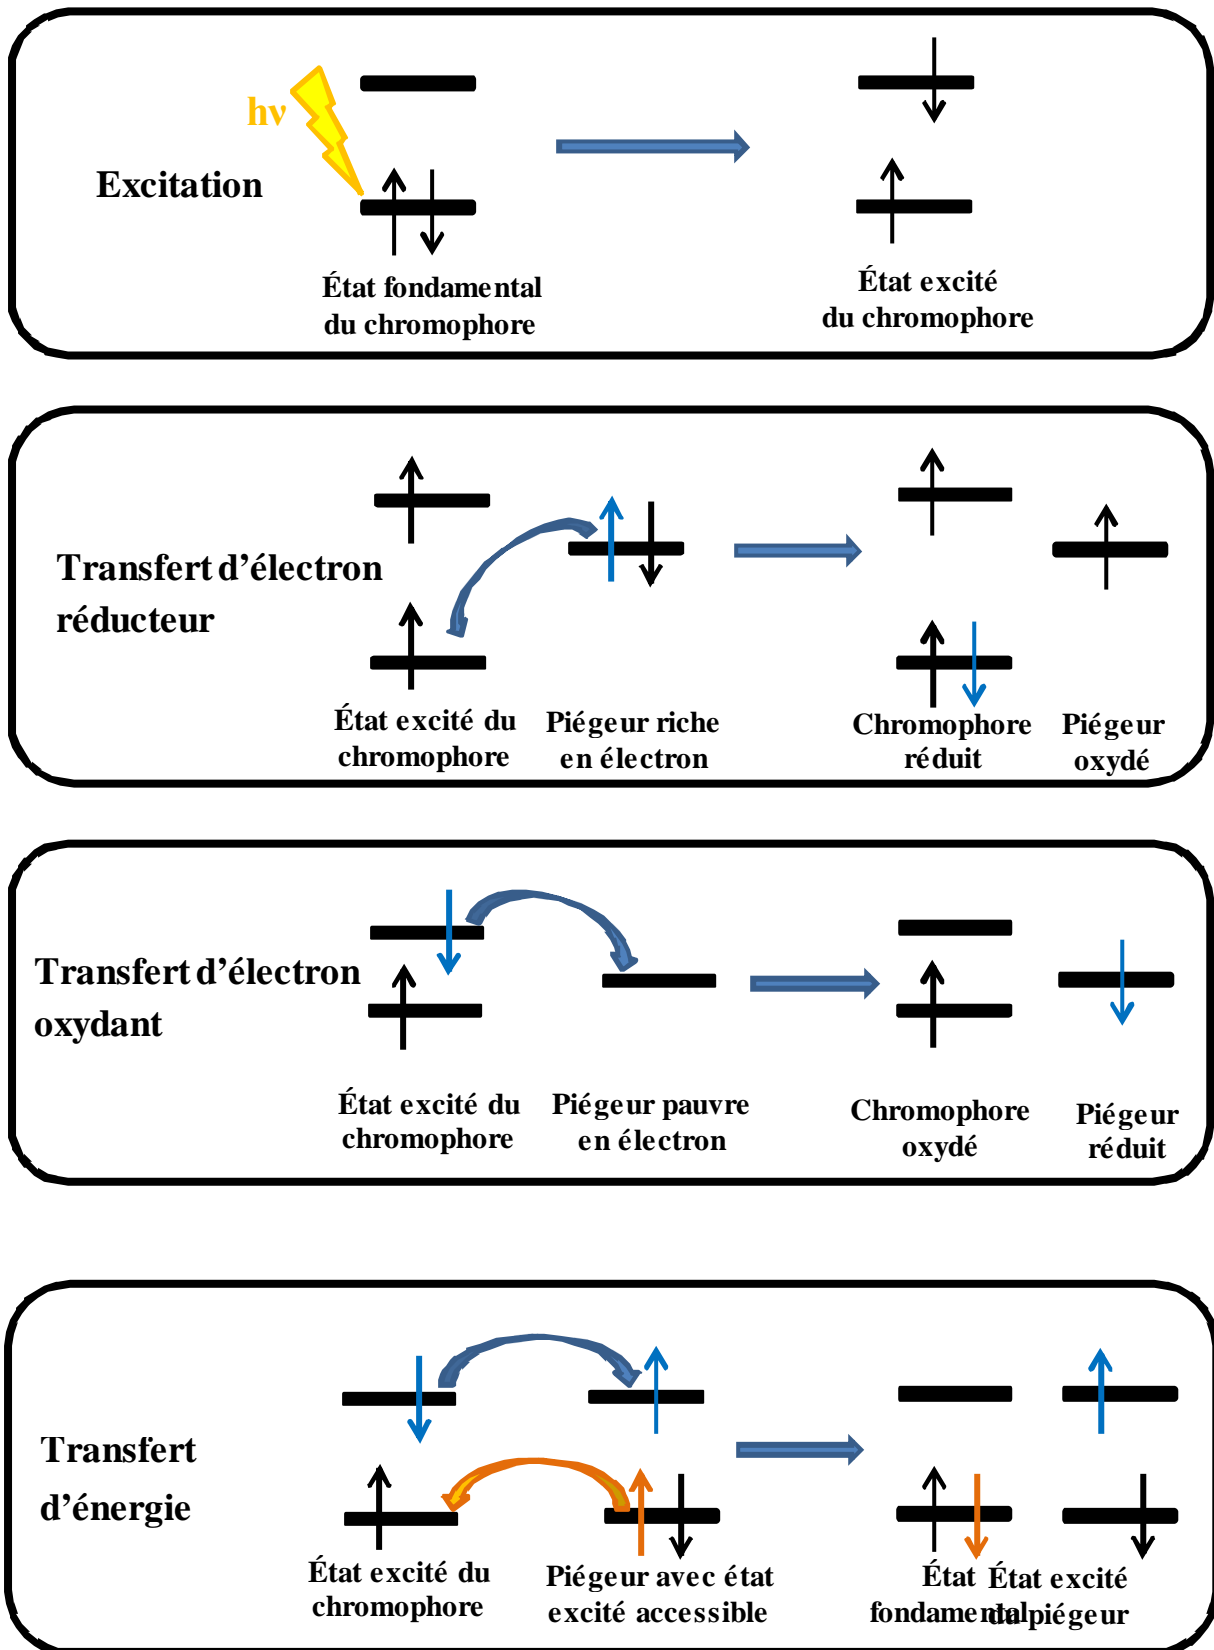 hν
Excitation
État fondamental
du chromophore
État excité
du chromophore
Transfert d’électron
réducteur
État excité du
chromophore
Piégeur riche
en électron
Chromophore
réduit
Piégeur
oxydé
Transfert d’électron
oxydant
État excité du
chromophore
Piégeur pauvre
en électron
Chromophore
oxydé
Piégeur
réduit
Transfert
d’énergie
État excité du
chromophore
Piégeur avec état
excité accessible
État
fondamental
État excité
du piégeur